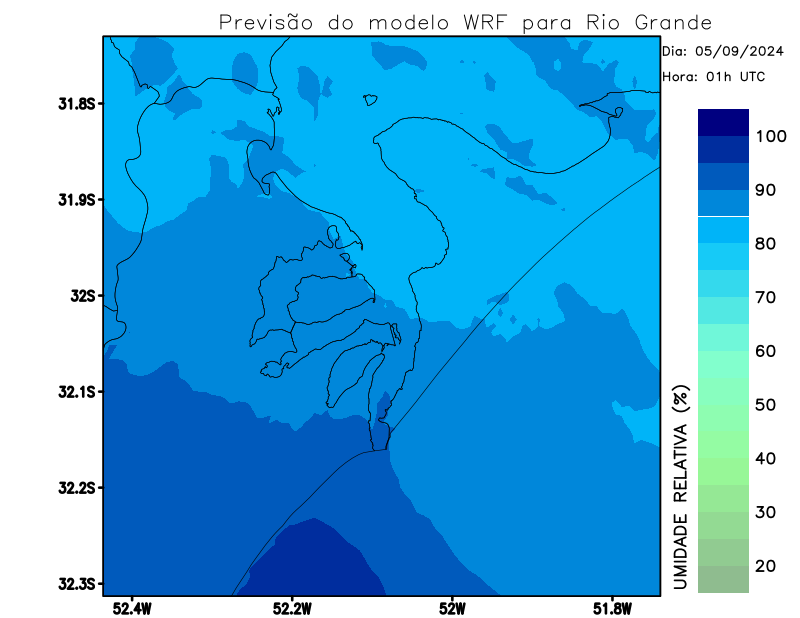 Previsão do modelo WRF para Rio Grande
Dia: 05/09/2024
Hora: 01h UTC
31.8S
31.9S
32S
32.1S
32.2S
32.3S
52.4W
52.2W
52W
51.8W
100
90
80
70
60
50
40
30
20
UMIDADE RELATIVA (%)